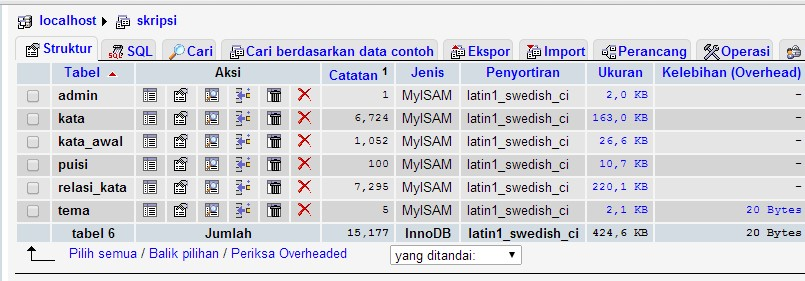 localhost ▸ skripsi
Struktur SQL Cari Cari berdasarkan data contoh Ekspor Import Perancang Operasi
Tabel Aksi Catatan 1 Jenis Penyortiran Ukuran Kelebihan (Overhead)
admin 1 MyISAM latin1_swedish_ci 2,0 KB -
kata 6,724 MyISAM latin1_swedish_ci 163,0 KB -
kata_awal 1,052 MyISAM latin1_swedish_ci 26,6 KB -
puisi 100 MyISAM latin1_swedish_ci 10,7 KB -
relasi_kata 7,295 MyISAM latin1_swedish_ci 220,1 KB -
tema 5 MyISAM latin1_swedish_ci 2,1 KB 20 Bytes
tabel 6 Jumlah 15,177 InnoDB latin1_swedish_ci 424,6 KB 20 Bytes
Pilih semua / Balik pilihan / Periksa Overheaded yang ditandai: